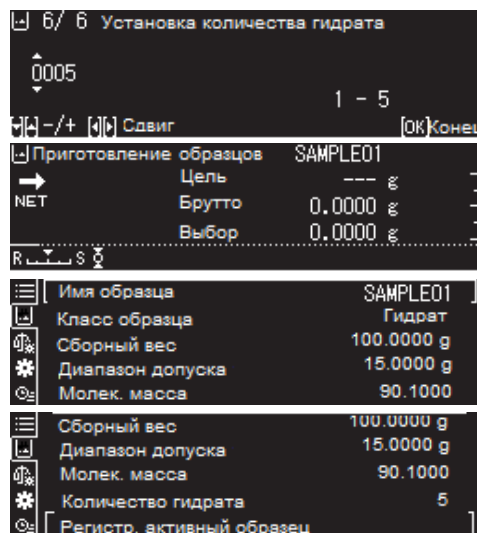 6/ 6 Установка количества гидрата
0005
1 - 5
-/+ Сдвиг [OK]Конец
Приготовление образцов SAMPLE01
Цель --- g
NET Брутто 0.0000 g
Выбор 0.0000 g
R S
Имя образца SAMPLE01
Класс образца Гидрат
Сборный вес 100.0000 g
Диапазон допуска 15.0000 g
Молек. масса 90.1000
Сборный вес 100.0000 g
Диапазон допуска 15.0000 g
Молек. масса 90.1000
Количество гидрата 5
Регистр. активный образец